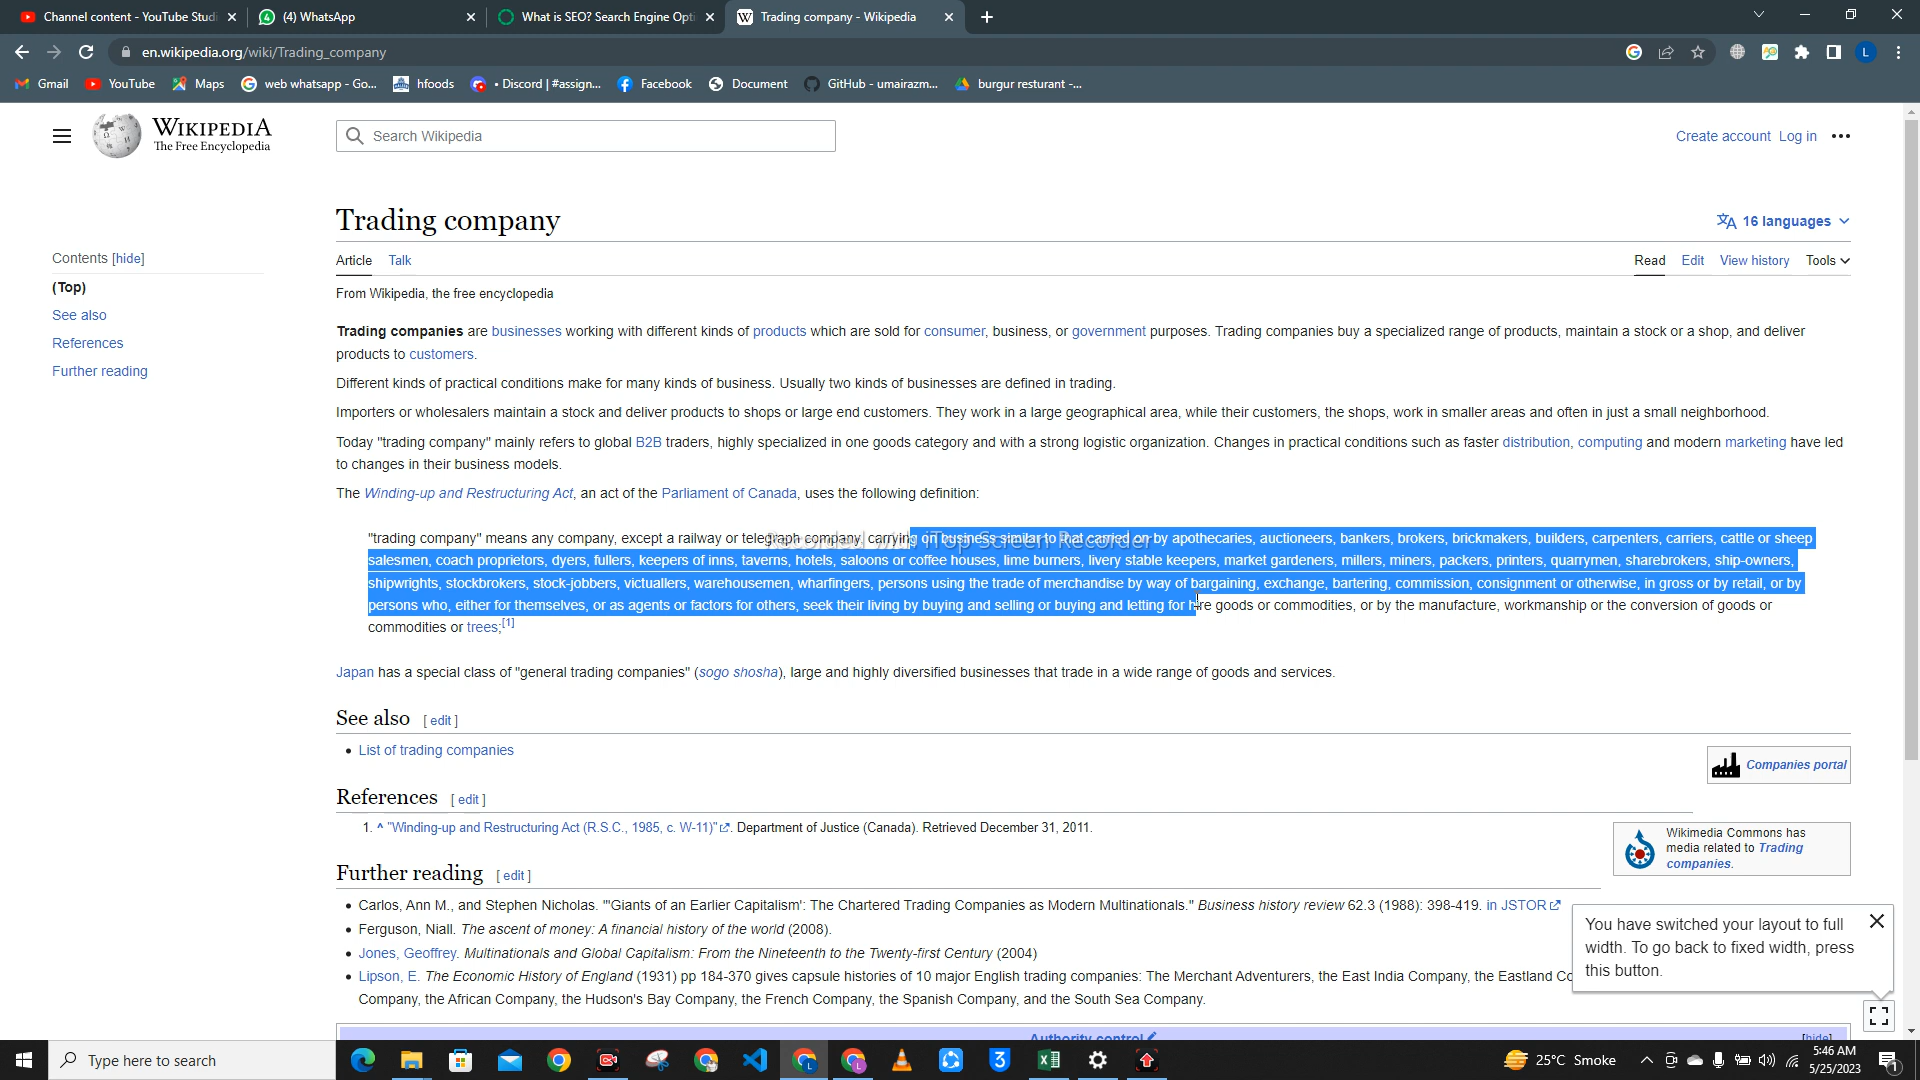 Channel content - YouTube Studi
(4) WhatsApp
What is SEO? Search Engine Opti
Trading company - Wikipedia
en.wikipedia.org/wiki/Trading_company
L
Gmail
YouTube
Maps
web whatsapp - Go...
hfoods
• Discord | #assign...
Facebook
Document
GitHub - umairazm...
burgur resturant -...
WIKIPEDIA
The Free Encyclopedia
Search Wikipedia
Create account Log in
Trading company
16 languages
Contents [hide]
(Top)
See also
References
Further reading
Article Talk
Read Edit View history Tools
From Wikipedia, the free encyclopedia
Trading companies are businesses working with different kinds of products which are sold for consumer, business, or government purposes. Trading companies buy a specialized range of products, maintain a stock or a shop, and deliver
products to customers.
Different kinds of practical conditions make for many kinds of business. Usually two kinds of businesses are defined in trading.
Importers or wholesalers maintain a stock and deliver products to shops or large end customers. They work in a large geographical area, while their customers, the shops, work in smaller areas and often in just a small neighborhood.
Today "trading company" mainly refers to global B2B traders, highly specialized in one goods category and with a strong logistic organization. Changes in practical conditions such as faster distribution, computing and modern marketing have led
to changes in their business models.
The Winding-up and Restructuring Act, an act of the Parliament of Canada, uses the following definition:
"trading company" means any company, except a railway or telegraph company, carrying on business similar to that carried on by apothecaries, auctioneers, bankers, brokers, brickmakers, builders, carpenters, carriers, cattle or sheep
Recorded with iTop Screen Recorder
salesmen, coach proprietors, dyers, fullers, keepers of inns, taverns, hotels, saloons or coffee houses, lime burners, livery stable keepers, market gardeners, millers, miners, packers, printers, quarrymen, sharebrokers, ship-owners,
shipwrights, stockbrokers, stock-jobbers, victuallers, warehousemen, wharfingers, persons using the trade of merchandise by way of bargaining, exchange, bartering, commission, consignment or otherwise, in gross or by retail, or by
persons who, either for themselves, or as agents or factors for others, seek their living by buying and selling or buying and letting for hire goods or commodities, or by the manufacture, workmanship or the conversion of goods or
commodities or trees;[1]
Japan has a special class of "general trading companies" (sogo shosha), large and highly diversified businesses that trade in a wide range of goods and services.
See also [ edit ]
• List of trading companies
Companies portal
References [ edit ]
1. ^ "Winding-up and Restructuring Act (R.S.C., 1985, c. W-11)". Department of Justice (Canada). Retrieved December 31, 2011.
Wikimedia Commons has
media related to Trading
companies.
Further reading [ edit ]
• Carlos, Ann M., and Stephen Nicholas. "'Giants of an Earlier Capitalism': The Chartered Trading Companies as Modern Multinationals." Business history review 62.3 (1988): 398-419. in JSTOR
• Ferguson, Niall. The ascent of money: A financial history of the world (2008).
• Jones, Geoffrey. Multinationals and Global Capitalism: From the Nineteenth to the Twenty-first Century (2004)
• Lipson, E. The Economic History of England (1931) pp 184-370 gives capsule histories of 10 major English trading companies: The Merchant Adventurers, the East India Company, the Eastland Co
Company, the African Company, the Hudson's Bay Company, the French Company, the Spanish Company, and the South Sea Company.
You have switched your layout to full
width. To go back to fixed width, press
this button.
Authority control
[hide]
Type here to search
25°C Smoke
5:46 AM
5/25/2023
1